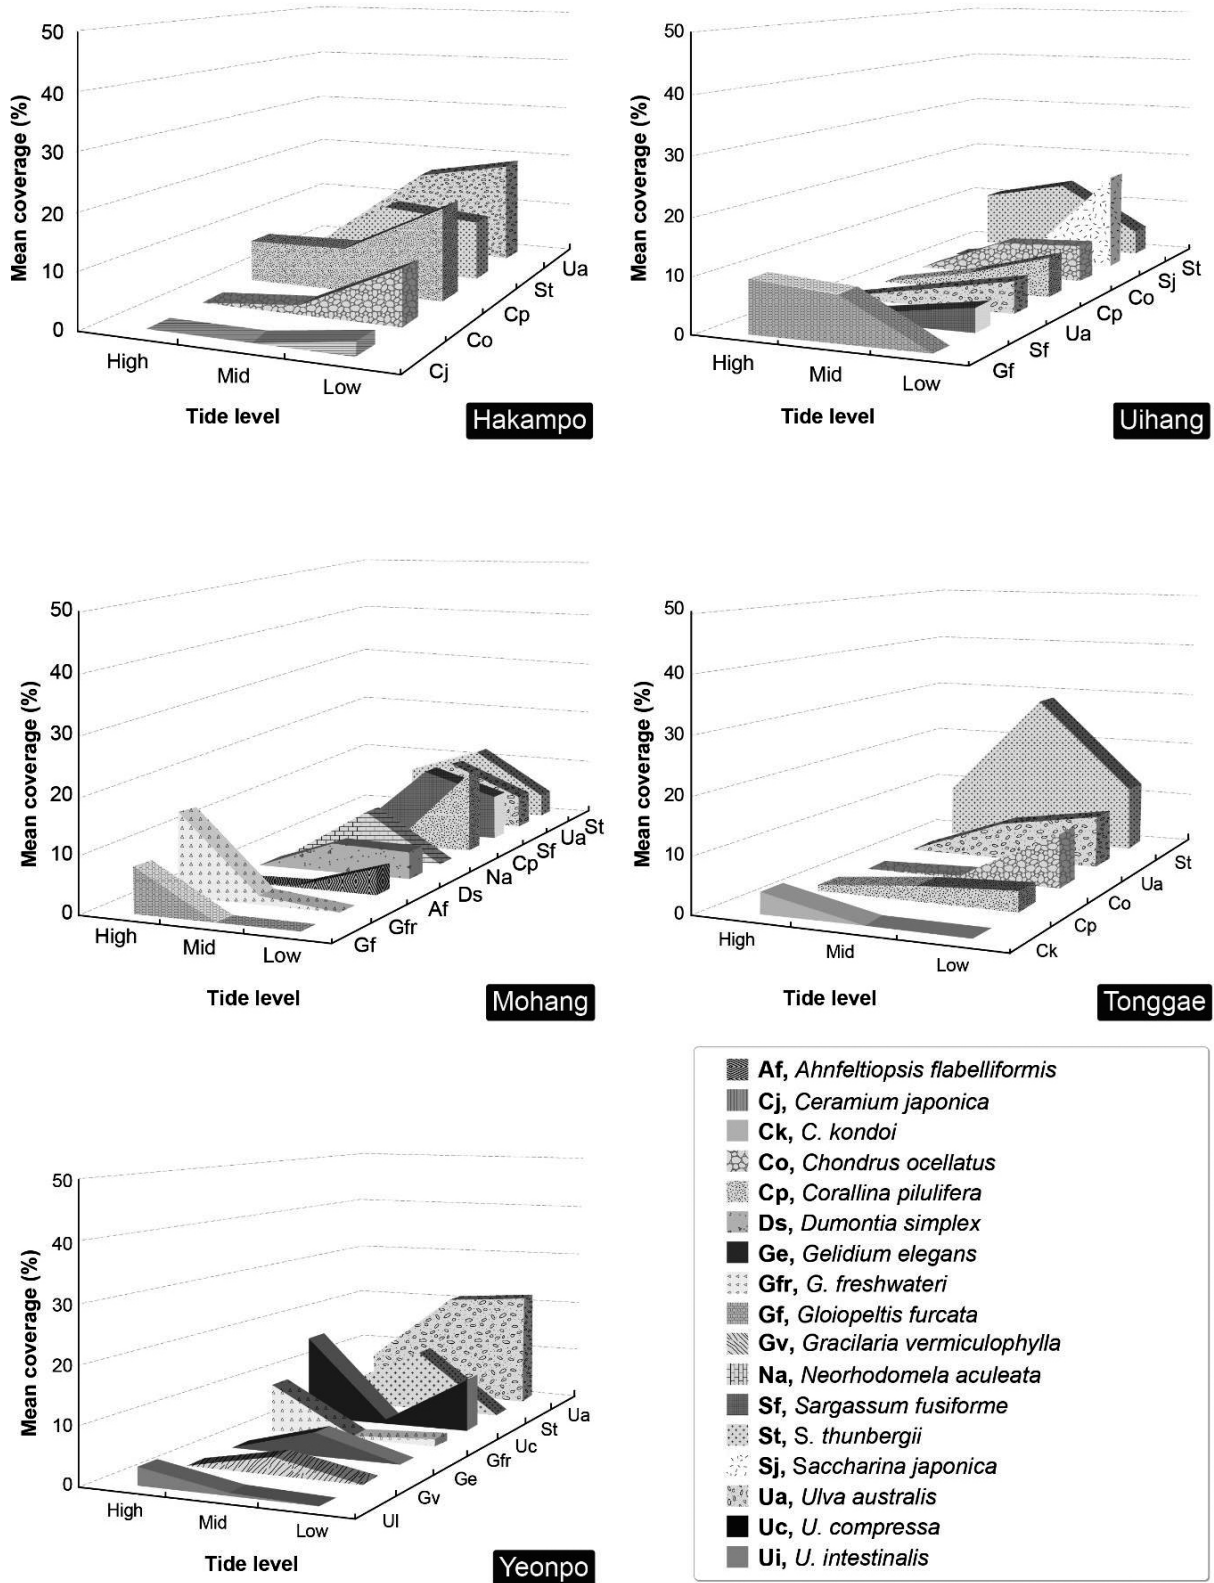 50
40
30
20
10
0
Mean coverage (%)
High
Mid
Low
Tide level
Cj
Co
Cp
St
Ua
Hakampo
50
40
30
20
10
0
Mean coverage (%)
High
Mid
Low
Tide level
Gf
Sf
Ua
Cp
Co
Sj
St
Uihang
50
40
30
20
10
0
Mean coverage (%)
High
Mid
Low
Tide level
Gf
Gfr
Af
Ds
Na
Cp
Sf
Ua
St
Mohang
50
40
30
20
10
0
Mean coverage (%)
High
Mid
Low
Tide level
Ck
Cp
Co
Ua
St
Tonggae
50
40
30
20
10
0
Mean coverage (%)
High
Mid
Low
Tide level
UI
Gv
Ge
Gfr
Uc
St
Ua
Yeonpo
Af, Ahnfeltiopsis flabelliformis
Cj, Ceramium japonica
Ck, C. kondoi
Co, Chondrus ocellatus
Cp, Corallina pilulifera
Ds, Dumontia simplex
Ge, Gelidium elegans
Gfr, G. freshwateri
Gf, Gloiopeltis furcata
Gv, Gracilaria vermiculophylla
Na, Neorhodomela aculeata
Sf, Sargassum fusiforme
St, S. thunbergii
Sj, Saccharina japonica
Ua, Ulva australis
Uc, U. compressa
Ui, U. intestinalis